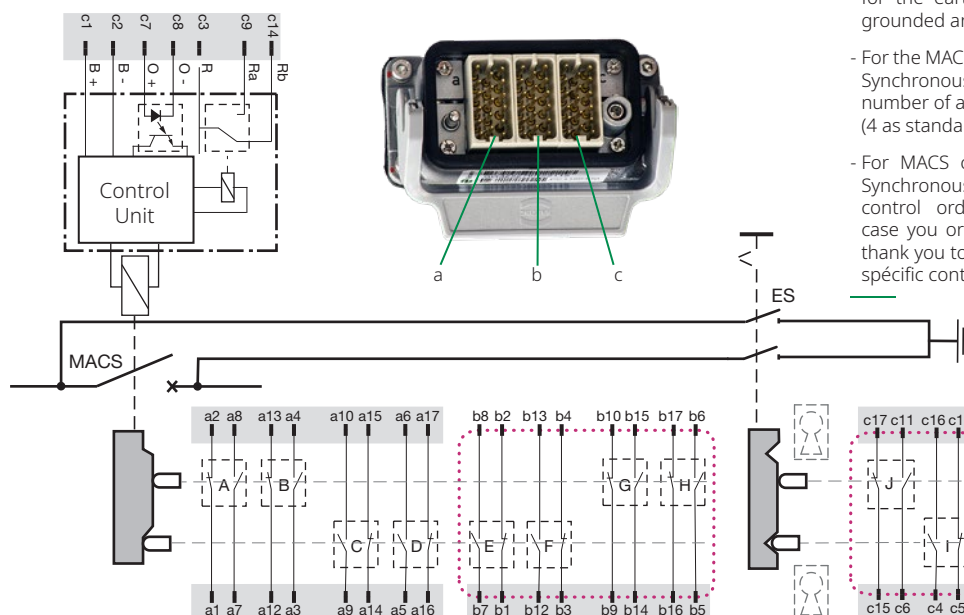 c1 c2 c7 c8 c3 c9 c14
B + B - O + O - R Ra Rb
Control
Unit
a
a b c
grounded
- For the MAC
Synchronous
number of a
(4 as standa
- For MACS
Synchronous
control ord
case you or
thank you to
spécific cont
ES
MACS
a2 a8 a13 a4 a10 a15 a6 a17 b8 b2 b13 b4 b10 b15 b17 b6 c17 c11 c16 c1
A B G H J
C D E F I
a1 a7 a12 a3 a9 a14 a5 a16 b7 b1 b12 b3 b9 b14 b16 b5 c15 c6 c4 c5